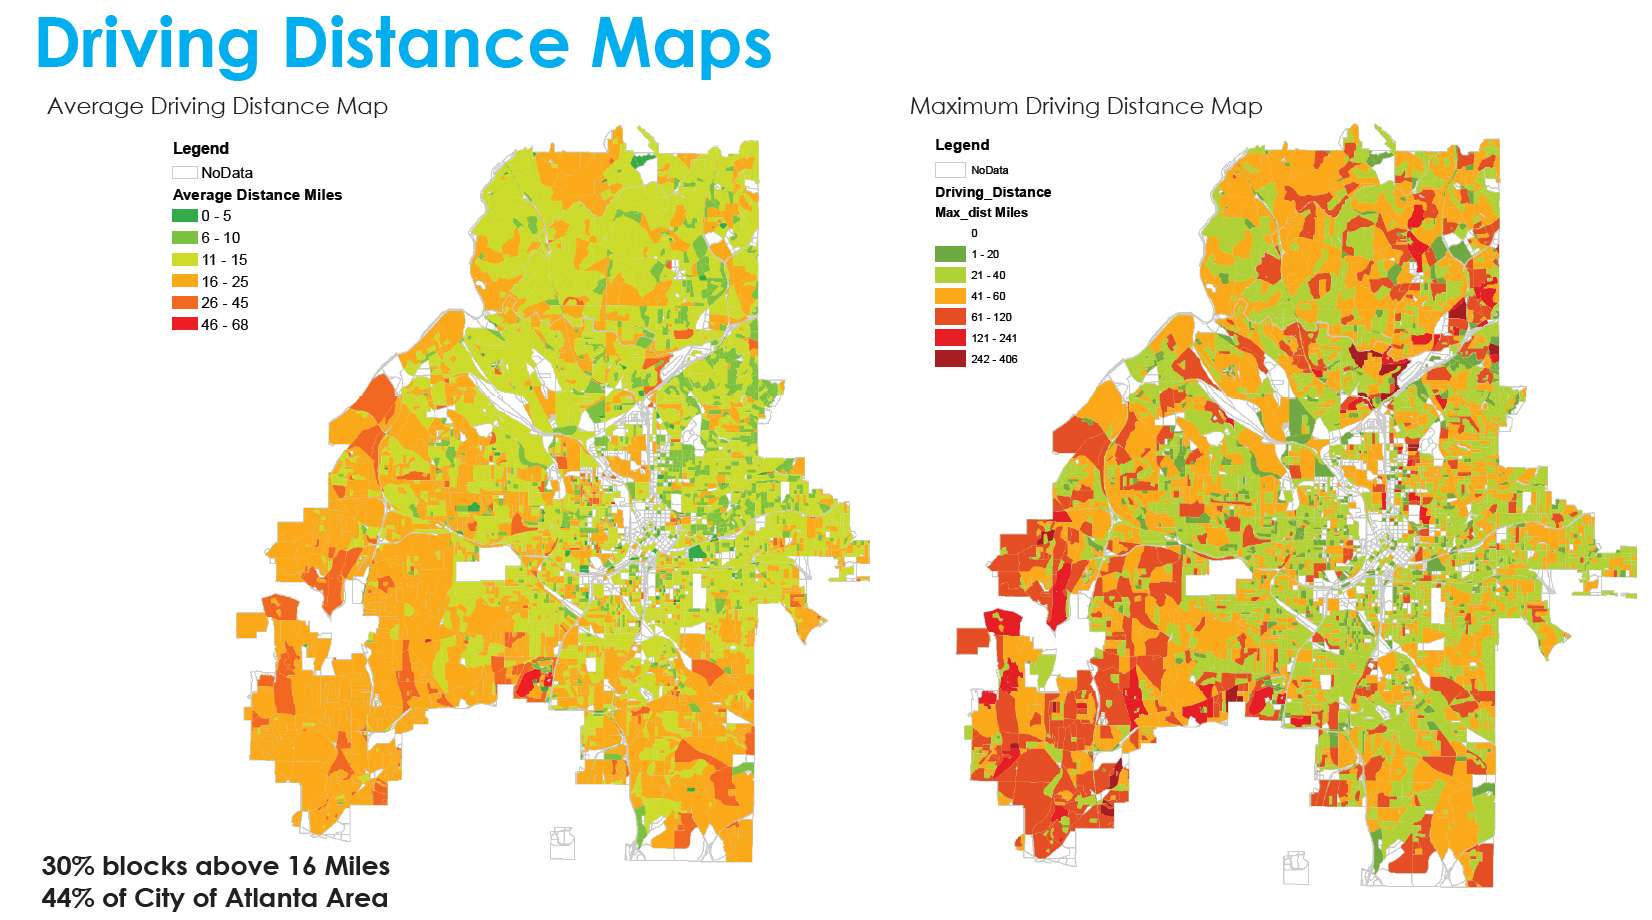 Driving Distance Maps
Average Driving Distance Map
Legend
NoData
Average Distance Miles
0 - 5
6 - 10
11 - 15
16 - 25
26 - 45
46 - 68
30% blocks above 16 Miles
44% of City of Atlanta Area
Maximum Driving Distance Map
Legend
NoData
Driving_Distance
Max_dist Miles
0
1 - 20
21 - 40
41 - 60
61 - 120
121 - 241
242 - 406